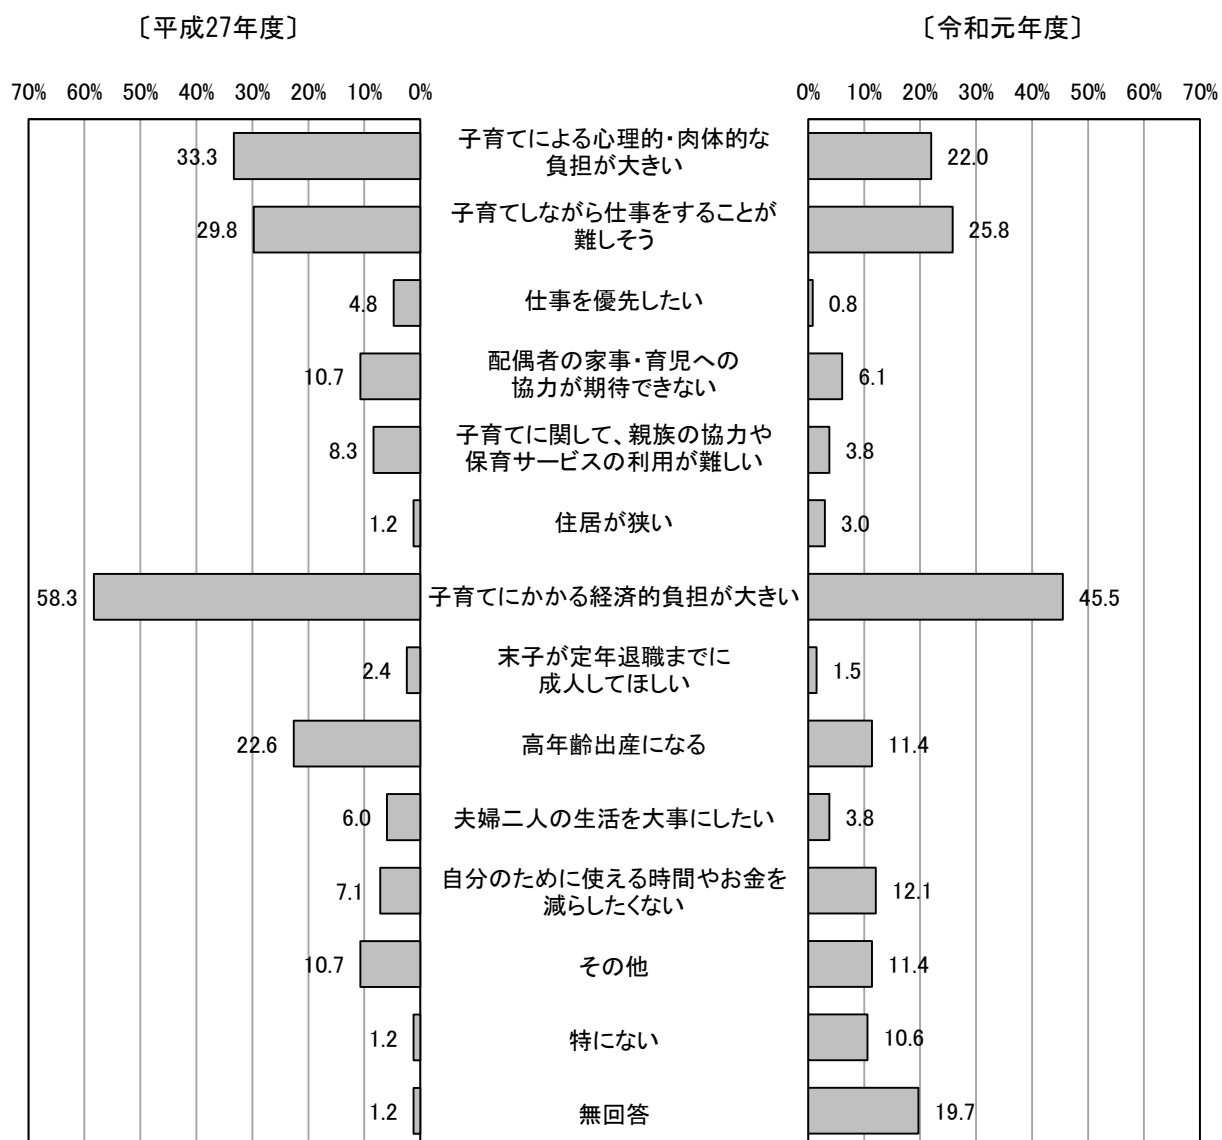 〔平成27年度〕
〔令和元年度〕
70% 60% 50% 40% 30% 20% 10% 0%
0% 10% 20% 30% 40% 50% 60% 70%
33.3
子育てによる心理的・肉体的な
負担が大きい
22.0
29.8
子育てしながら仕事をすることが
難しそう
25.8
4.8
仕事を優先したい
0.8
10.7
配偶者の家事・育児への
協力が期待できない
6.1
8.3
子育てに関して、親族の協力や
保育サービスの利用が難しい
3.8
1.2
住居が狭い
3.0
58.3
子育てにかかる経済的負担が大きい
45.5
2.4
末子が定年退職までに
成人してほしい
1.5
22.6
高年齢出産になる
11.4
6.0
夫婦二人の生活を大事にしたい
3.8
7.1
自分のために使える時間やお金を
減らしたくない
12.1
10.7
その他
11.4
1.2
特にない
10.6
1.2
無回答
19.7